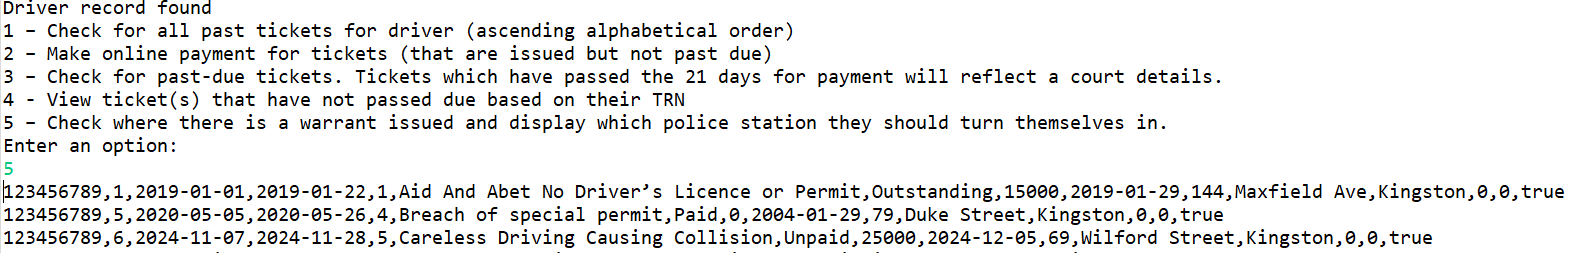 Driver record found
1 – Check for all past tickets for driver (ascending alphabetical order)
2 – Make online payment for tickets (that are issued but not past due)
3 – Check for past-due tickets. Tickets which have passed the 21 days for payment will reflect a court details.
4 - View ticket(s) that have not passed due based on their TRN
5 – Check where there is a warrant issued and display which police station they should turn themselves in.
Enter an option:
5
123456789,1,2019-01-01,2019-01-22,1,Aid And Abet No Driver’s Licence or Permit,Outstanding,15000,2019-01-29,144,Maxfield Ave,Kingston,0,0,true
123456789,5,2020-05-05,2020-05-26,4,Breach of special permit,Paid,0,2004-01-29,79,Duke Street,Kingston,0,0,true
123456789,6,2024-11-07,2024-11-28,5,Careless Driving Causing Collision,Unpaid,25000,2024-12-05,69,Wilford Street,Kingston,0,0,true